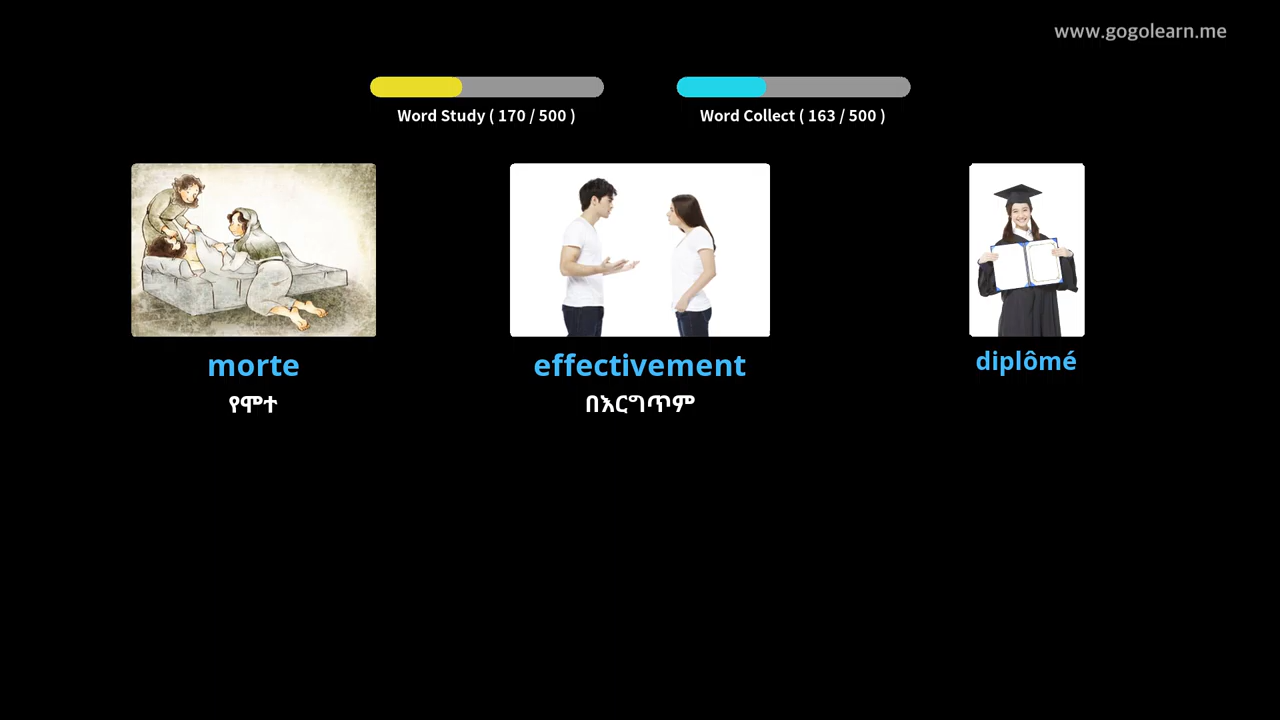 www.gogolearn.me
Word Study ( 170 / 500 )
Word Collect ( 163 / 500 )
morte
effectivement
diplômé
የሞተ
በእርግጥም